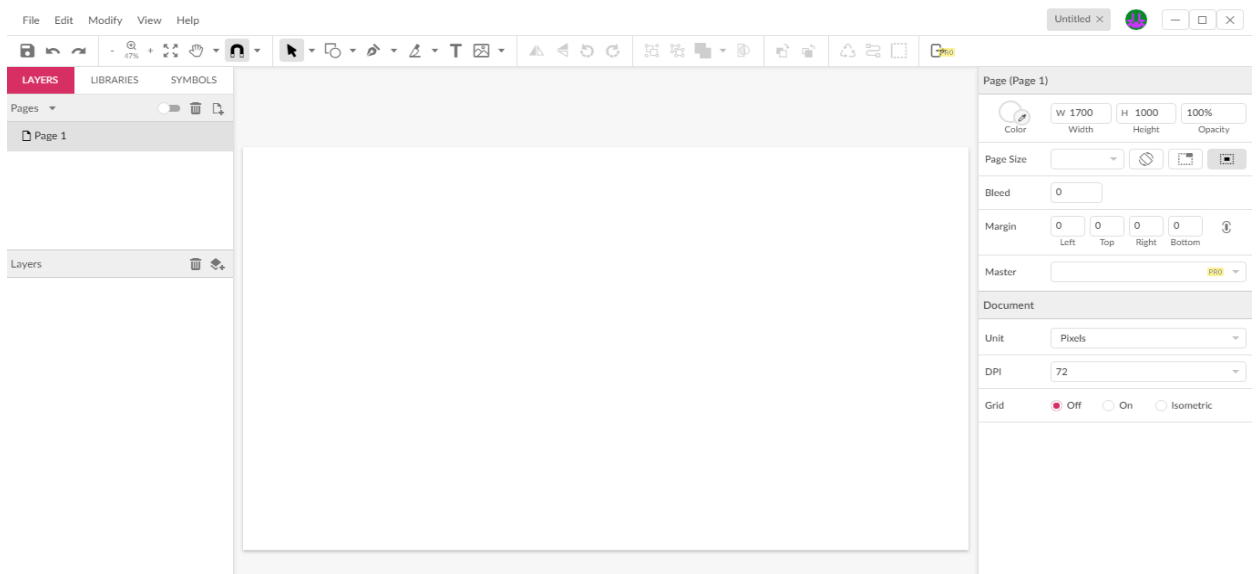 File Edit Modify View Help Untitled ×
- 47% + T PRO
LAYERS LIBRARIES SYMBOLS
Pages
Page 1
Layers
Page (Page 1)
W 1700 H 1000 100%
Color Width Height Opacity
Page Size
Bleed 0
Margin 0 0 0 0
Left Top Right Bottom
Master PRO
Document
Unit Pixels
DPI 72
Grid Off On Isometric